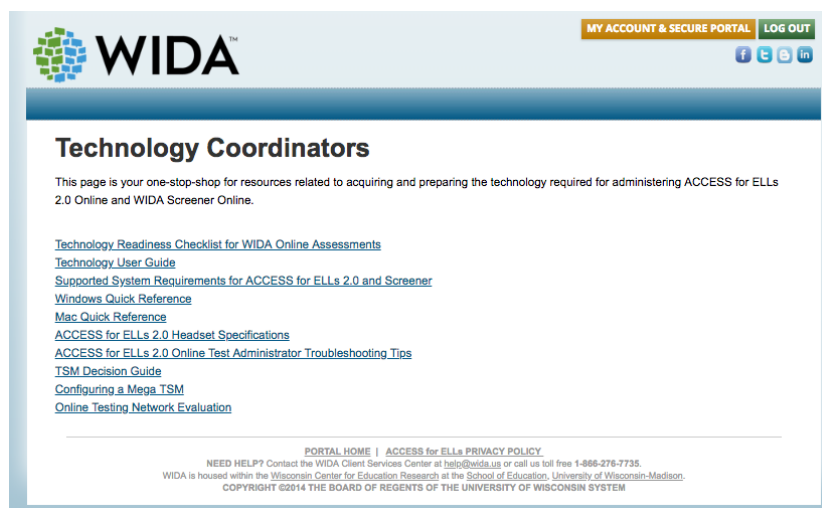 MY ACCOUNT & SECURE PORTAL LOG OUT
WIDA™
Technology Coordinators
This page is your one-stop-shop for resources related to acquiring and preparing the technology required for administering ACCESS for ELLs
2.0 Online and WIDA Screener Online.
Technology Readiness Checklist for WIDA Online Assessments
Technology User Guide
Supported System Requirements for ACCESS for ELLs 2.0 and Screener
Windows Quick Reference
Mac Quick Reference
ACCESS for ELLs 2.0 Headset Specifications
ACCESS for ELLs 2.0 Online Test Administrator Troubleshooting Tips
TSM Decision Guide
Configuring a Mega TSM
Online Testing Network Evaluation
PORTAL HOME | ACCESS for ELLs PRIVACY POLICY
NEED HELP? Contact the WIDA Client Services Center at help@wida.us or call us toll free 1-866-276-7735.
WIDA is housed within the Wisconsin Center for Education Research at the School of Education, University of Wisconsin-Madison.
COPYRIGHT ©2014 THE BOARD OF REGENTS OF THE UNIVERSITY OF WISCONSIN SYSTEM